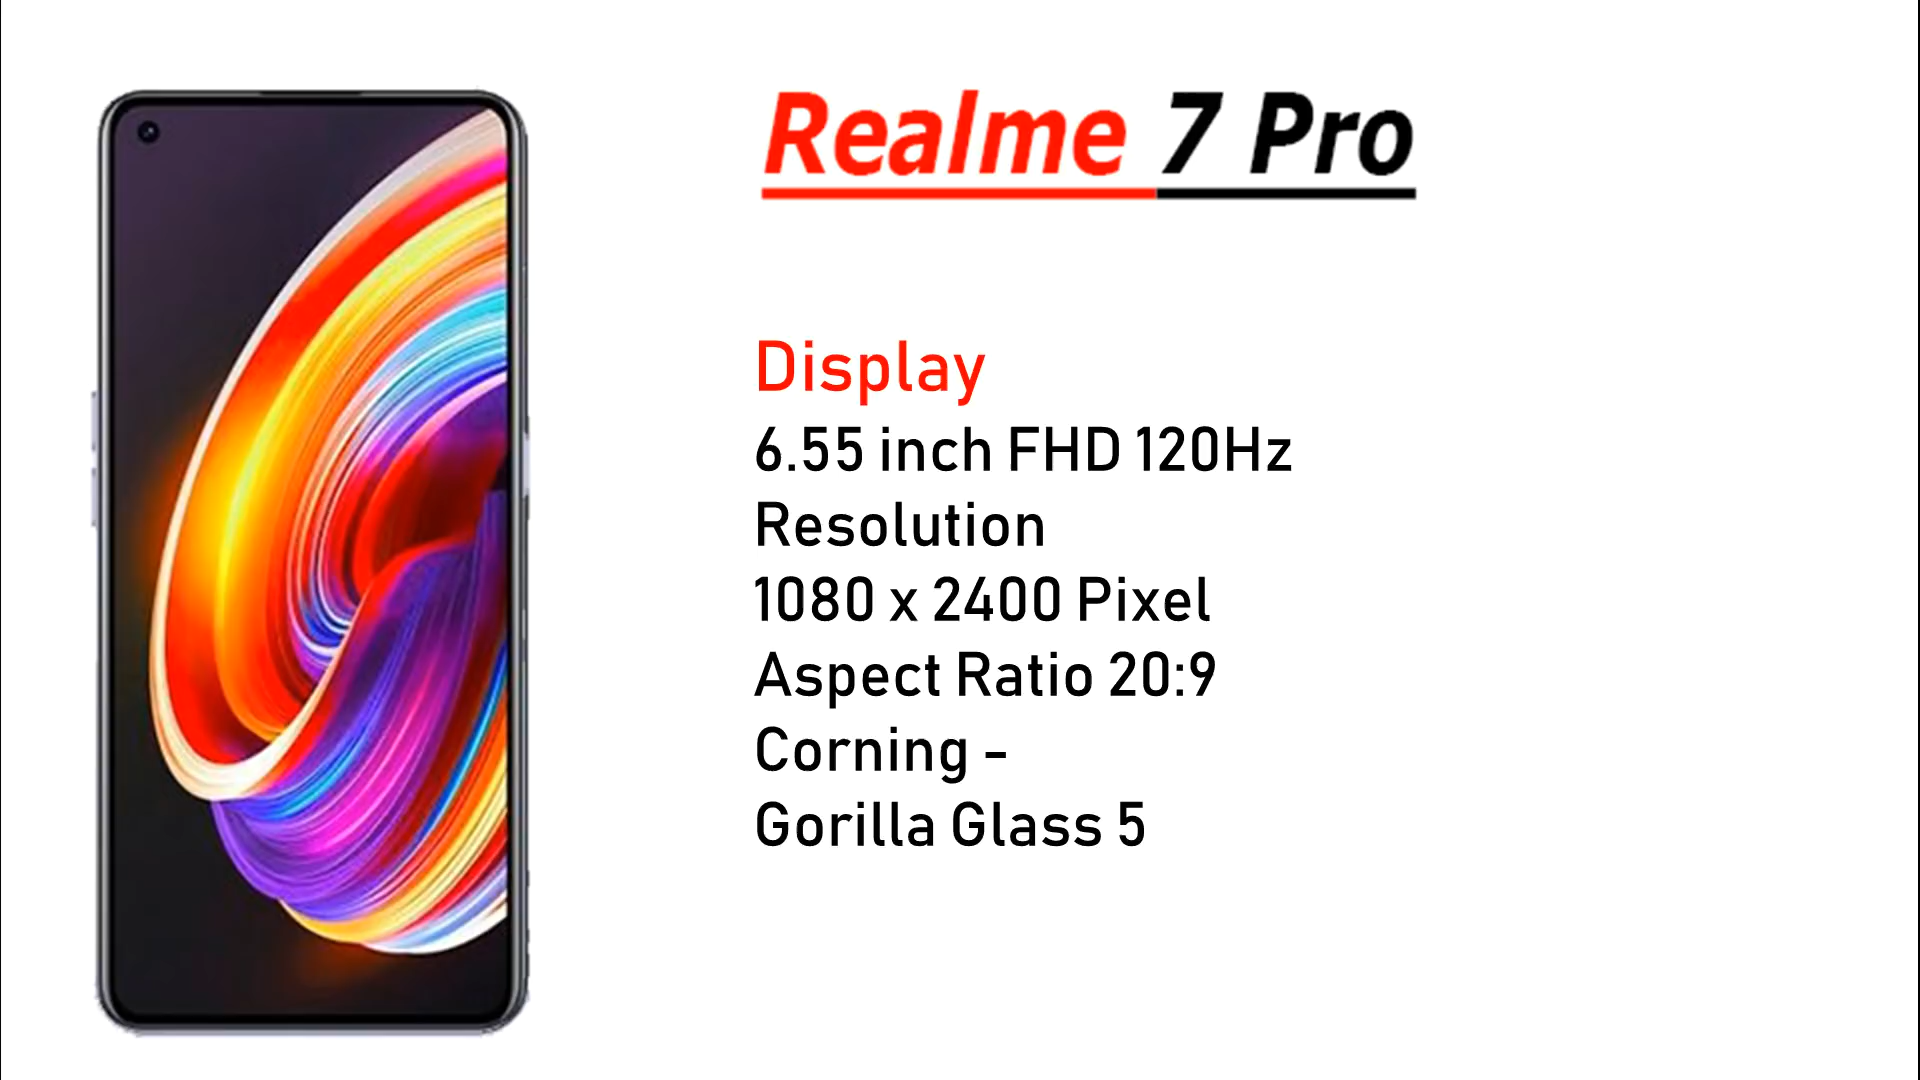 Realme 7 Pro
Display
6.55 inch FHD 120Hz
Resolution
1080 x 2400 Pixel
Aspect Ratio 20:9
Corning -
Gorilla Glass 5